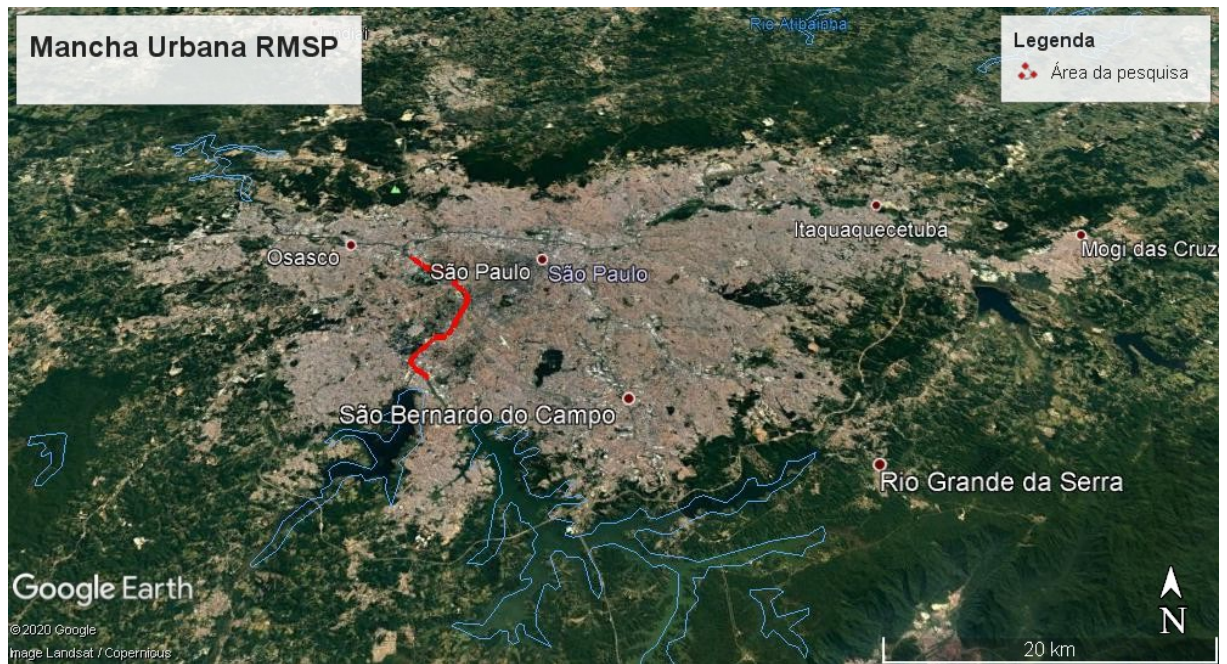 Mancha Urbana RMSP
Rio Atibainha
Legenda
Área da pesquisa
Itaquaquecetuba
Mogi das Cruze
Osasco
São Paulo
São Paulo
São Bernardo do Campo
Rio Grande da Serra
Google Earth
©2020 Google
Image Landsat / Copernicus
N
20 km